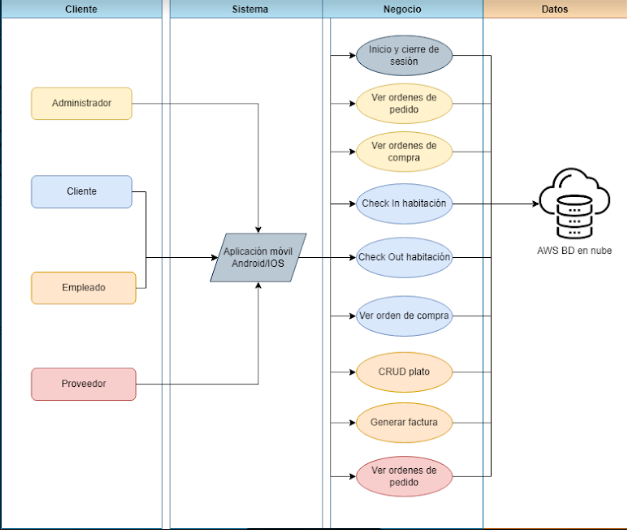 Cliente
Sistema
Negocio
Datos
Inicio y cierre de
sesión
Administrador
Ver ordenes de
pedido
Ver ordenes de
compra
Cliente
Check In habitación
AWS BD en nube
Aplicación móvil
Android/IOS
Check Out habitación
Empleado
Ver orden de compra
Proveedor
CRUD plato
Generar factura
Ver ordenes de
pedido